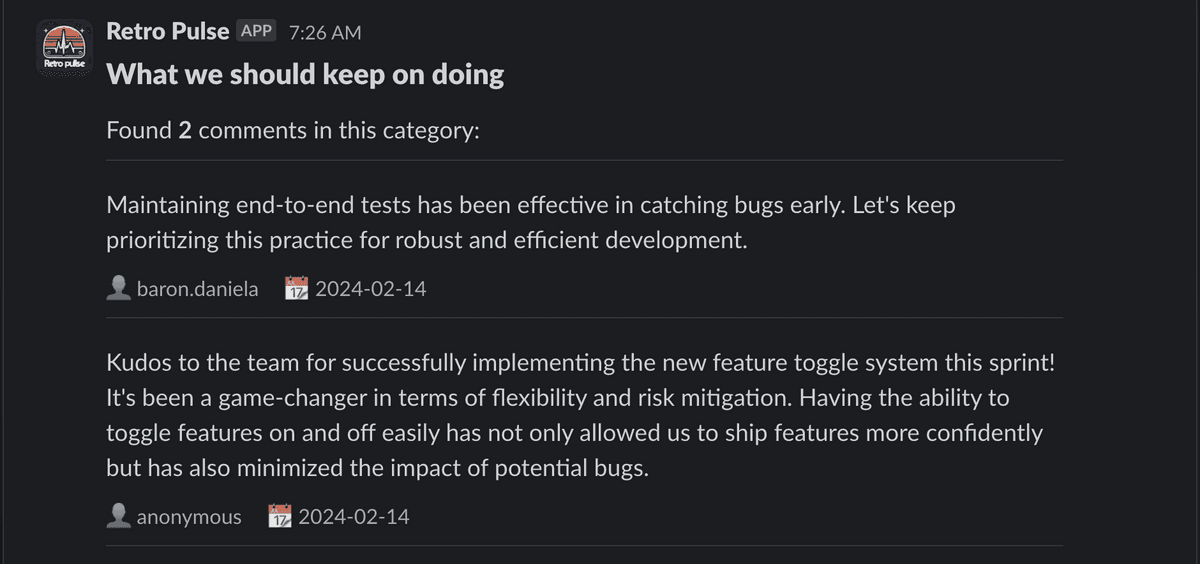 Retro Pulse APP 7:26 AM
Retro pulse
What we should keep on doing
Found 2 comments in this category:
Maintaining end-to-end tests has been effective in catching bugs early. Let's keep
prioritizing this practice for robust and efficient development.
baron.daniela 17 2024-02-14
Kudos to the team for successfully implementing the new feature toggle system this sprint!
It's been a game-changer in terms of flexibility and risk mitigation. Having the ability to
toggle features on and off easily has not only allowed us to ship features more confidently
but has also minimized the impact of potential bugs.
anonymous 17 2024-02-14